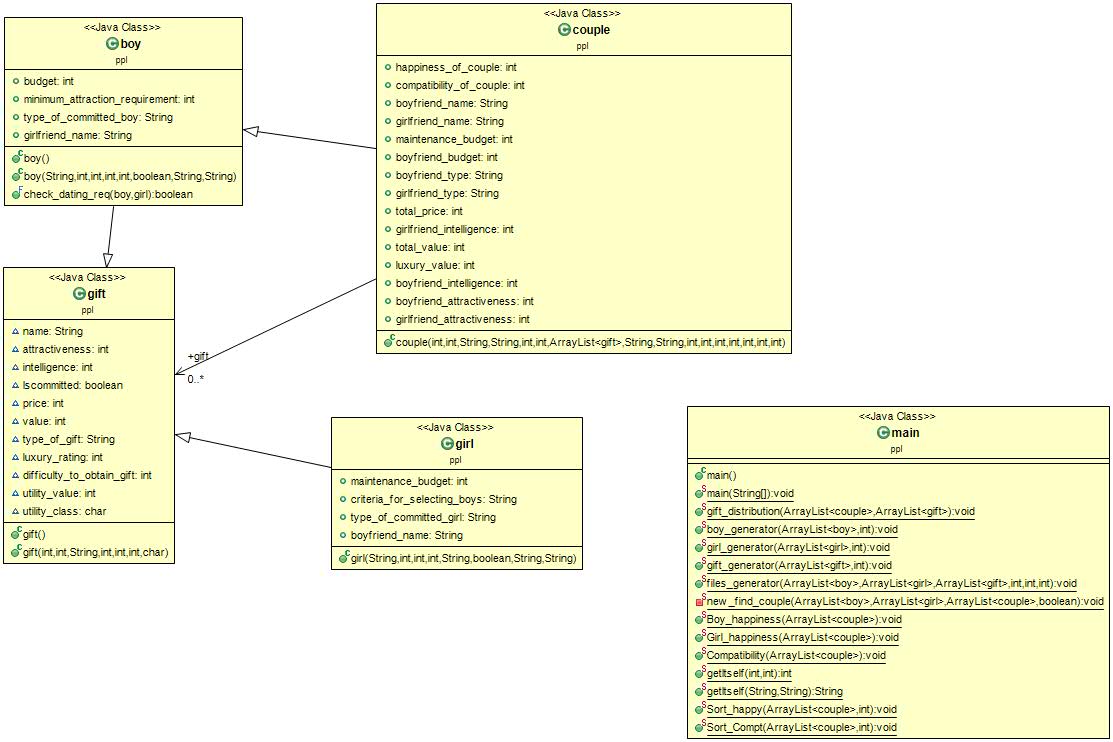 <<Java Class>>
boy
ppl
budget: int
minimum_attraction_requirement: int
type_of_committed_boy: String
girlfriend_name: String
boy()
boy(String,int,int,int,int,boolean,String,String)
check_dating_req(boy,girl):boolean
<<Java Class>>
couple
ppl
happiness_of_couple: int
compatibility_of_couple: int
boyfriend_name: String
girlfriend_name: String
maintenance_budget: int
boyfriend_budget: int
boyfriend_type: String
girlfriend_type: String
total_price: int
girlfriend_intelligence: int
total_value: int
luxury_value: int
boyfriend_intelligence: int
boyfriend_attractiveness: int
girlfriend_attractiveness: int
couple(int,int,String,String,int,int,ArrayList<gift>,String,String,int,int,int,int,int,int,int)
<<Java Class>>
gift
ppl
name: String
attractiveness: int
intelligence: int
Iscommitted: boolean
price: int
value: int
type_of_gift: String
luxury_rating: int
difficulty_to_obtain_gift: int
utility_value: int
utility_class: char
gift()
gift(int,int,String,int,int,int,char)
+gift
0..*
<<Java Class>>
girl
ppl
maintenance_budget: int
criteria_for_selecting_boys: String
type_of_committed_girl: String
boyfriend_name: String
girl(String,int,int,int,String,boolean,String,String)
<<Java Class>>
main
ppl
main()
main(String[]):void
gift_distribution(ArrayList<couple>,ArrayList<gift>):void
boy_generator(ArrayList<boy>,int):void
girl_generator(ArrayList<girl>,int):void
gift_generator(ArrayList<gift>,int):void
files_generator(ArrayList<boy>,ArrayList<girl>,ArrayList<gift>,int,int,int):void
new_find_couple(ArrayList<boy>,ArrayList<girl>,ArrayList<couple>,boolean):void
Boy_happiness(ArrayList<couple>):void
Girl_happiness(ArrayList<couple>):void
Compatibility(ArrayList<couple>):void
getItself(int,int):int
getItself(String,String):String
Sort_happy(ArrayList<couple>,int):void
Sort_Compt(ArrayList<couple>,int):void